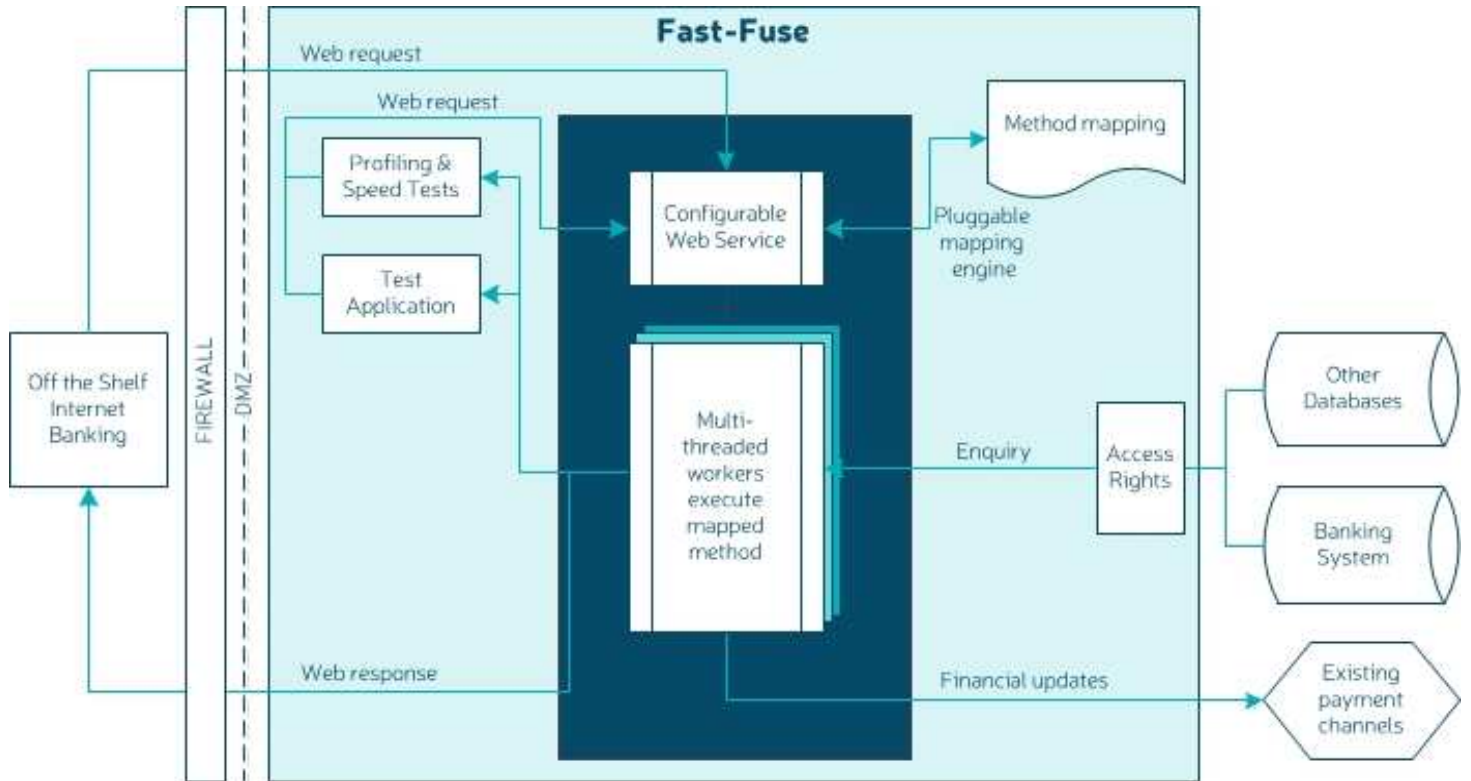 Fast-Fuse
Web request
Web request
Method mapping
Profiling &
Speed Tests
Configurable
Web Service
Pluggable
mapping
engine
Test
Application
Off the Shelf
Internet
Banking
FIREWALL
DMZ
Multi-
threaded
workers
execute
mapped
method
Enquiry
Access
Rights
Other
Databases
Banking
System
Web response
Financial updates
Existing
payment
channels